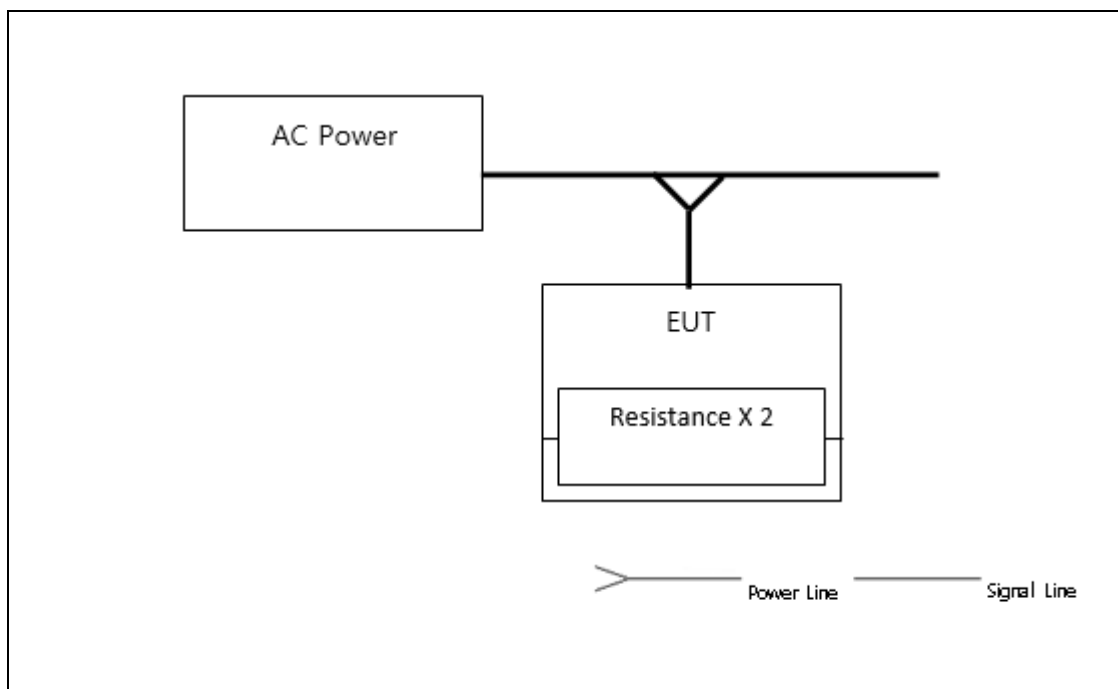 AC Power
EUT
Resistance X 2
Power Line
Signal Line